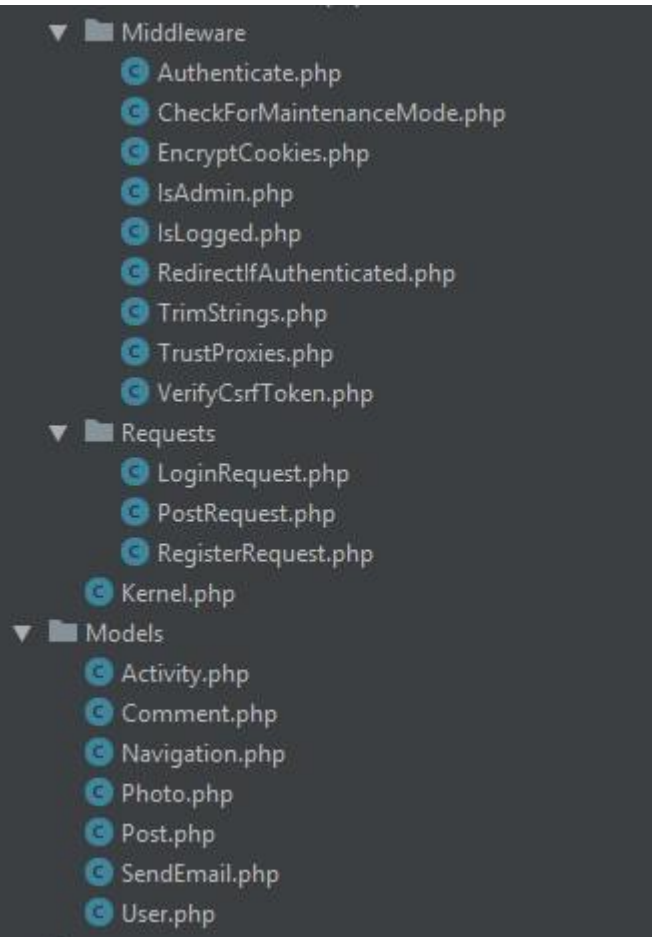 Middleware
Authenticate.php
CheckForMaintenanceMode.php
EncryptCookies.php
IsAdmin.php
IsLogged.php
RedirectIfAuthenticated.php
TrimStrings.php
TrustProxies.php
VerifyCsrfToken.php
Requests
LoginRequest.php
PostRequest.php
RegisterRequest.php
Kernel.php
Models
Activity.php
Comment.php
Navigation.php
Photo.php
Post.php
SendEmail.php
User.php